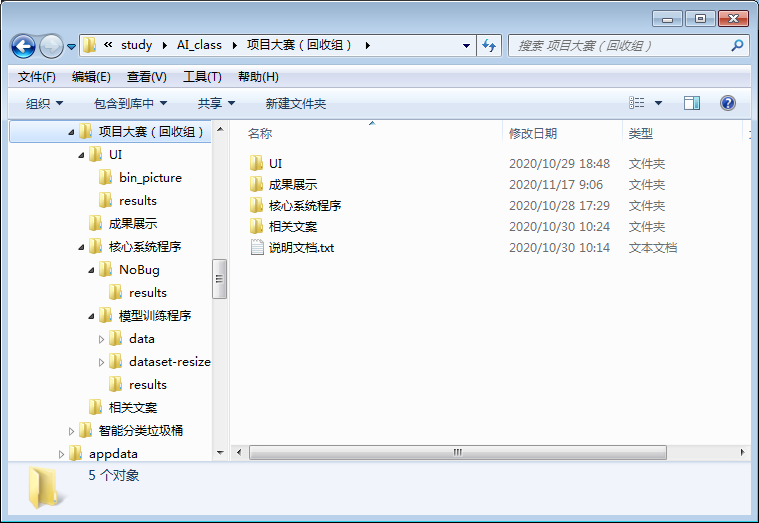 « study ▸ AI_class ▸ 项目大赛（回收组） ▸
搜索 项目大赛（回收组）
文件(F) 编辑(E) 查看(V) 工具(T) 帮助(H)
组织 包含到库中 共享 新建文件夹
项目大赛（回收组）
UI
bin_picture
results
成果展示
核心系统程序
NoBug
results
模型训练程序
data
dataset-resize
results
相关文案
智能分类垃圾桶
appdata
名称 修改日期 类型
UI 2020/10/29 18:48 文件夹
成果展示 2020/11/17 9:06 文件夹
核心系统程序 2020/10/28 17:29 文件夹
相关文案 2020/10/30 10:24 文件夹
说明文档.txt 2020/10/30 10:14 文本文档
5 个对象